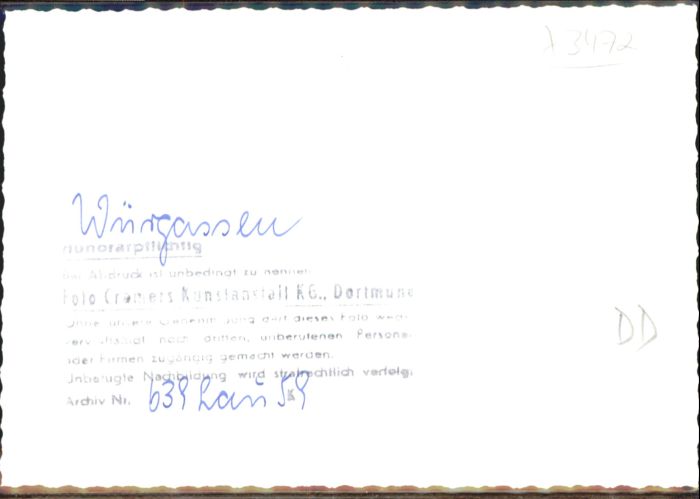 3472
Würgassen
Honorarpflichtig
Bei Abdruck ist unbedingt zu nennen
Foto Cramers Kunstanstalt KG., Dortmund
Ohne unsere Genehmigung darf dieses Foto weder
vervielfältigt noch dritten, unberufenen Personen
oder Firmen zugängig gemacht werden.
Unbefugte Nachbildung wird strafrechtlich verfolgt.
Archiv Nr. 639 59
DD